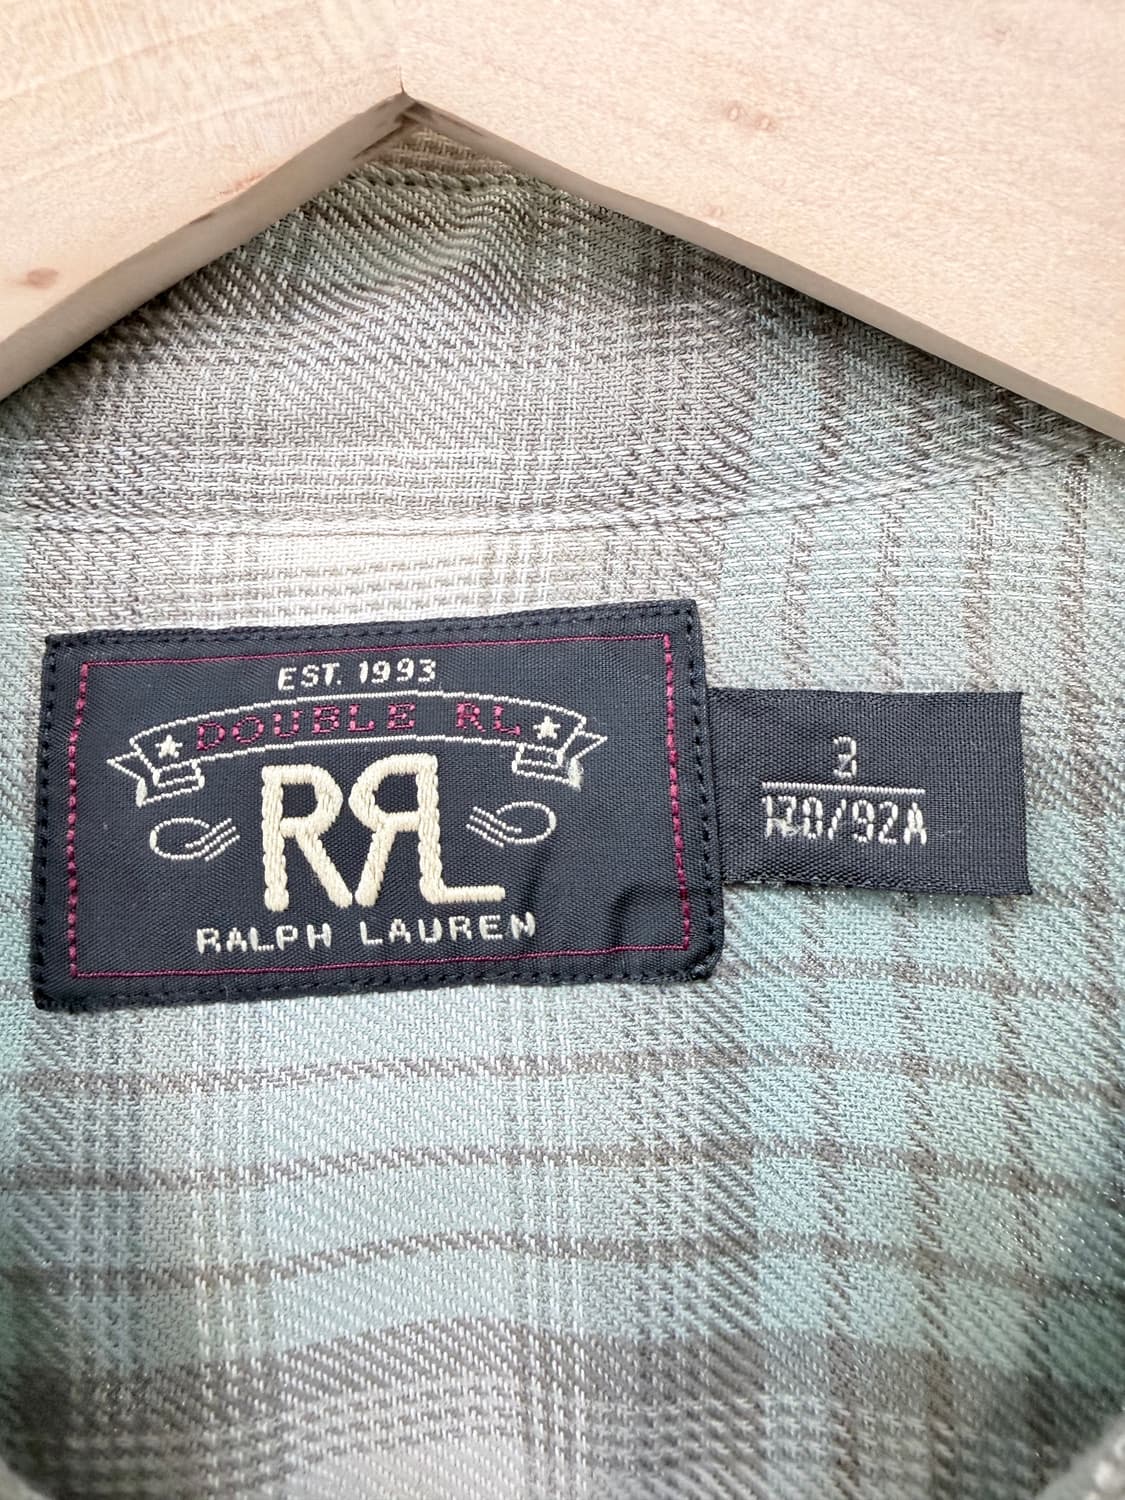 EST. 1993
DOUBLE RL
RRL
RALPH LAUREN
170/92A